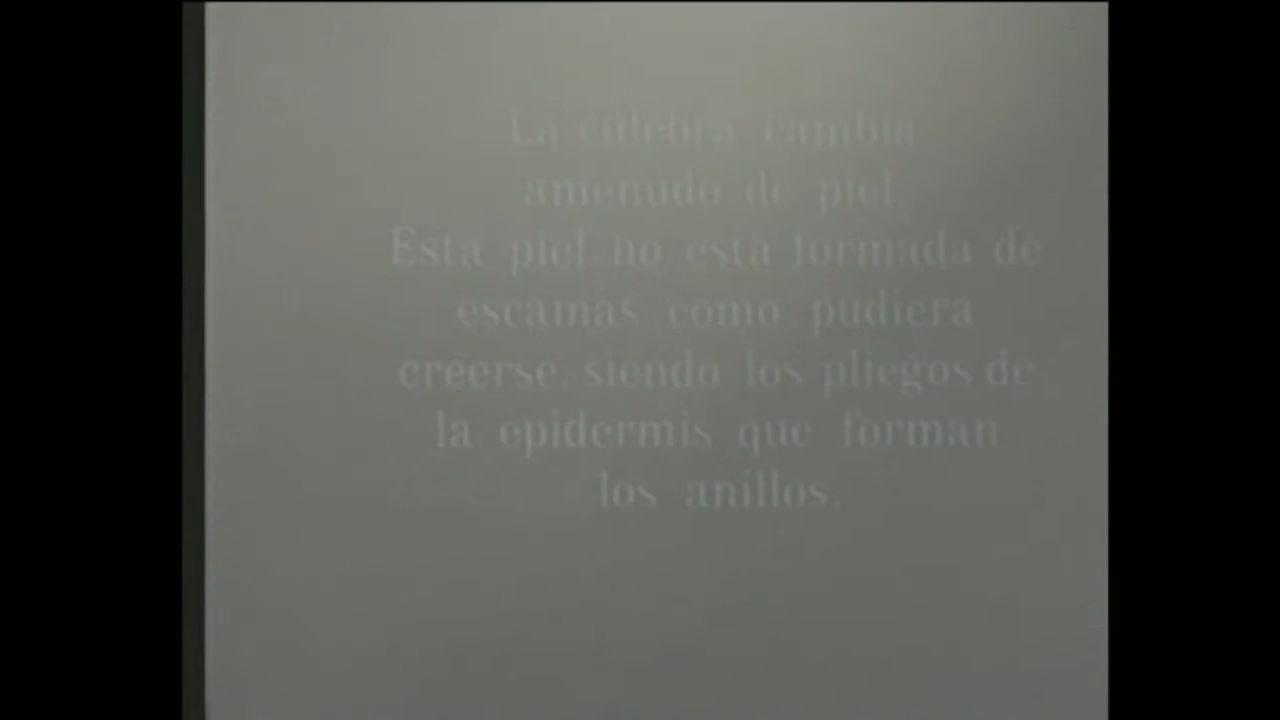 La culebra cambia
amenudo de piel.
Esta piel no esta formada de
escamas como pudiera
creerse, siendo los pliegos de
la epidermis que forman
los anillos.